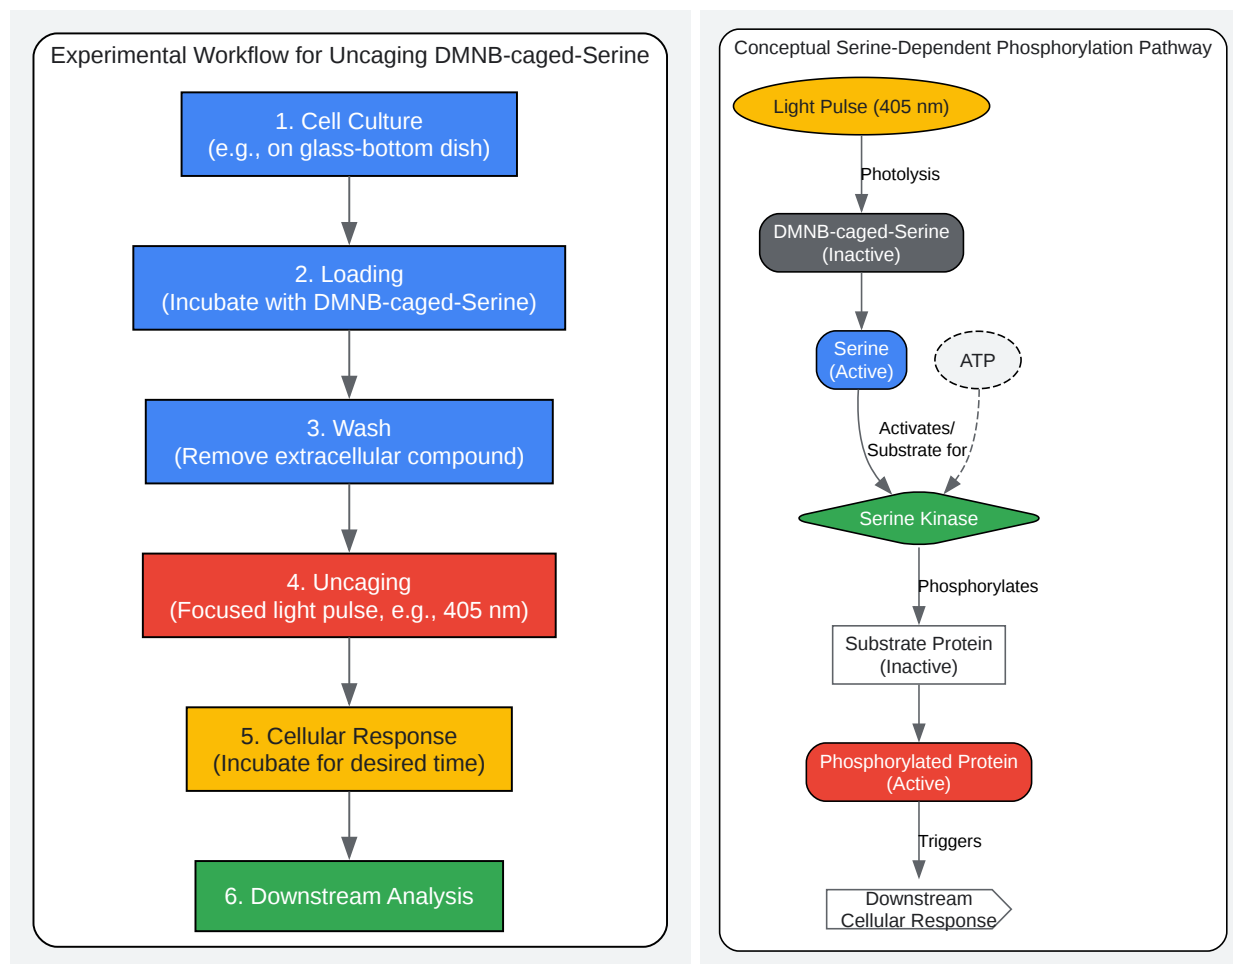 Experimental Workflow for Uncaging DMNB-caged-Serine
1. Cell Culture
(e.g., on glass-bottom dish)
2. Loading
(Incubate with DMNB-caged-Serine)
3. Wash
(Remove extracellular compound)
4. Uncaging
(Focused light pulse, e.g., 405 nm)
5. Cellular Response
(Incubate for desired time)
6. Downstream Analysis
Conceptual Serine-Dependent Phosphorylation Pathway
Light Pulse (405 nm)
Photolysis
DMNB-caged-Serine
(Inactive)
Serine
(Active)
ATP
Activates/
Substrate for
Serine Kinase
Phosphorylates
Substrate Protein
(Inactive)
Phosphorylated Protein
(Active)
Triggers
Downstream
Cellular Response